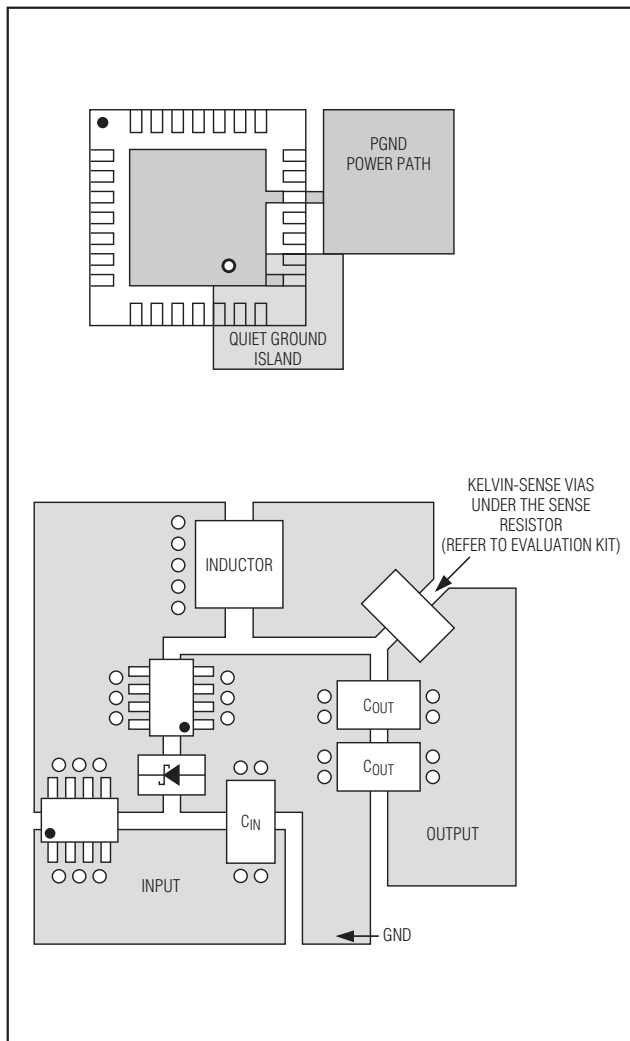 PGND
POWER PATH
QUIET GROUND
ISLAND
KELVIN-SENSE VIAS
UNDER THE SENSE
RESISTOR
(REFER TO EVALUATION KIT)
INDUCTOR
COUT
COUT
CIN
OUTPUT
INPUT
GND